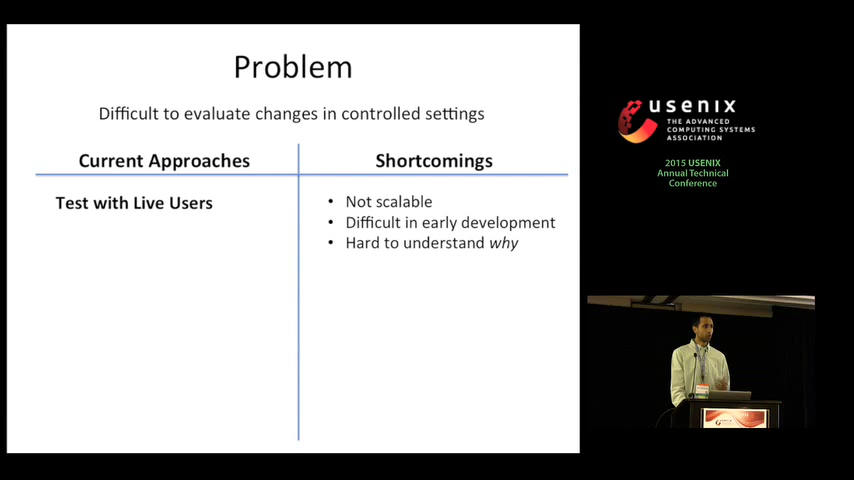 Problem
Difficult to evaluate changes in controlled settings
Current Approaches
Shortcomings
Test with Live Users
• Not scalable
• Difficult in early development
• Hard to understand why
usenix
THE ADVANCED
COMPUTING SYSTEMS
ASSOCIATION
2015 USENIX
Annual Technical
Conference